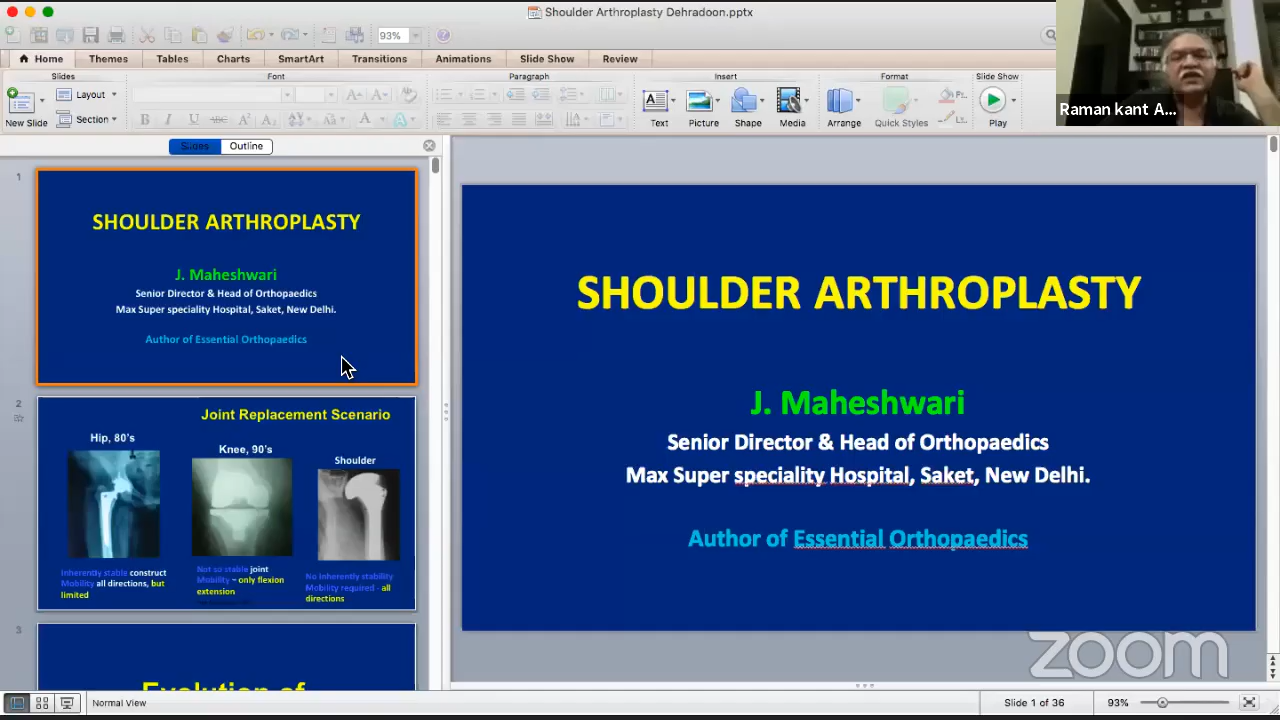 Shoulder Arthroplasty Dehradoon.pptx
93%
Home
Themes
Tables
Charts
SmartArt
Transitions
Animations
Slide Show
Review
Slides
Font
Paragraph
Insert
Format
Slide Show
New Slide
Layout
Section
Text
Picture
Shape
Media
Arrange
Quick Styles
Play
Raman kant A...
Slides
Outline
1
SHOULDER ARTHROPLASTY
J. Maheshwari
Senior Director & Head of Orthopaedics
Max Super speciality Hospital, Saket, New Delhi.
Author of Essential Orthopaedics
2
Joint Replacement Scenario
Hip, 80's
Knee, 90's
Shoulder
Inherently stable construct
Mobility all directions, but
limited
Not so stable joint
Mobility – only flexion
extension
No inherently stability
Mobility required - all
directions
3
Evolution of
SHOULDER ARTHROPLASTY
J. Maheshwari
Senior Director & Head of Orthopaedics
Max Super speciality Hospital, Saket, New Delhi.
Author of Essential Orthopaedics
zoom
Normal View
Slide 1 of 36
93%